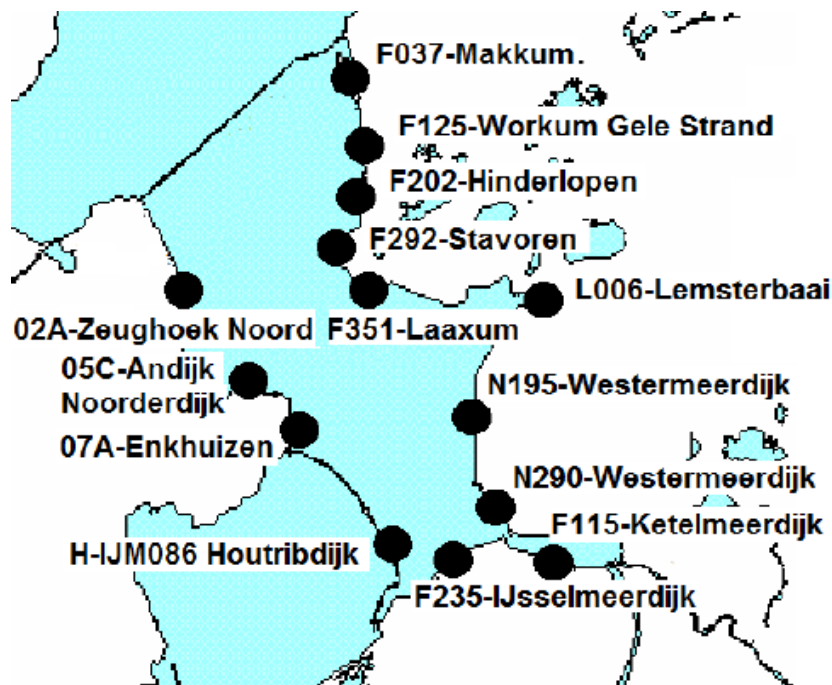 F037-Makkum.
F125-Workum Gele Strand
F202-Hinderlopen
F292-Stavoren
L006-Lemsterbaai
02A-Zeughoek Noord
F351-Laaxum
05C-Andijk
Noorderdijk
N195-Westermeerdijk
07A-Enkhuizen
N290-Westermeerdijk
F115-Ketelmeerdijk
H-IJM086 Houtribdijk
F235-IJsselmeerdijk